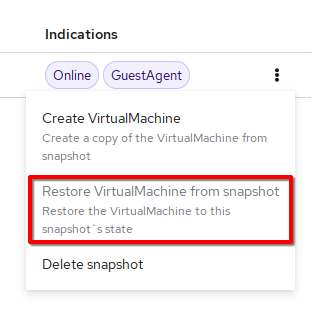 Indications
Online GuestAgent
Create VirtualMachine
Create a copy of the VirtualMachine from
snapshot
Restore VirtualMachine from snapshot
Restore the VirtualMachine to this
snapshot`s state
Delete snapshot